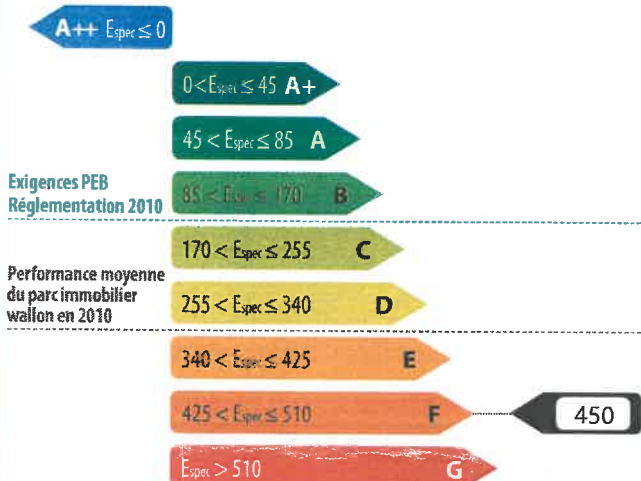 A++ Espec ≤ 0
0 < Espec ≤ 45 A+
45 < Espec ≤ 85 A
Exigences PEB
Réglementation 2010
85 < Espec ≤ 170 B
170 < Espec ≤ 255 C
Performance moyenne
du parc immobilier
wallon en 2010
255 < Espec ≤ 340 D
340 < Espec ≤ 425 E
425 < Espec ≤ 510 F
450
Espec > 510 G